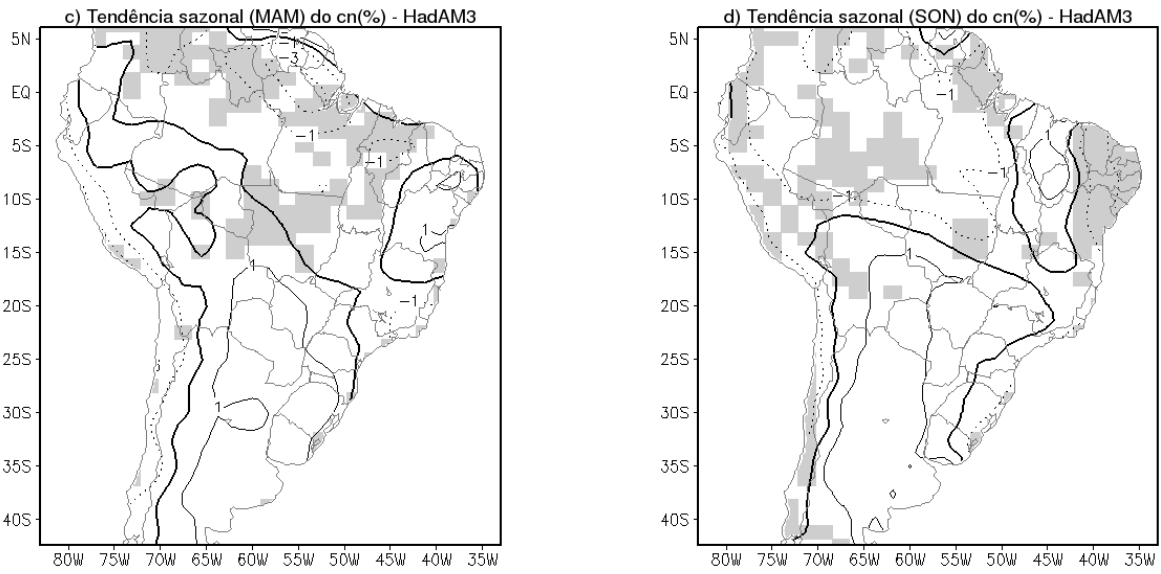 c) Tendência sazonal (MAM) do cn(%) - HadAM3
5N
EQ
5S
10S
15S
20S
25S
30S
35S
40S
80W 75W 70W 65W 60W 55W 50W 45W 40W 35W
-1
-3
-1
-1
1
1
-1
1
d) Tendência sazonal (SON) do cn(%) - HadAM3
5N
EQ
5S
10S
15S
20S
25S
30S
35S
40S
80W 75W 70W 65W 60W 55W 50W 45W 40W 35W
-1
1
-1
-1
1